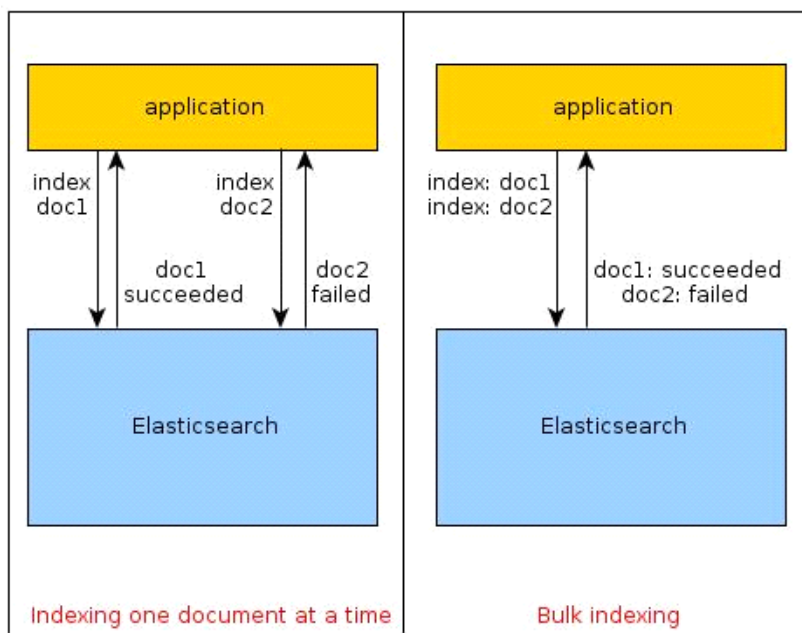 application
index
doc1
index
doc2
doc1
succeeded
doc2
failed
Elasticsearch
Indexing one document at a time
application
index: doc1
index: doc2
doc1: succeeded
doc2: failed
Elasticsearch
Bulk indexing